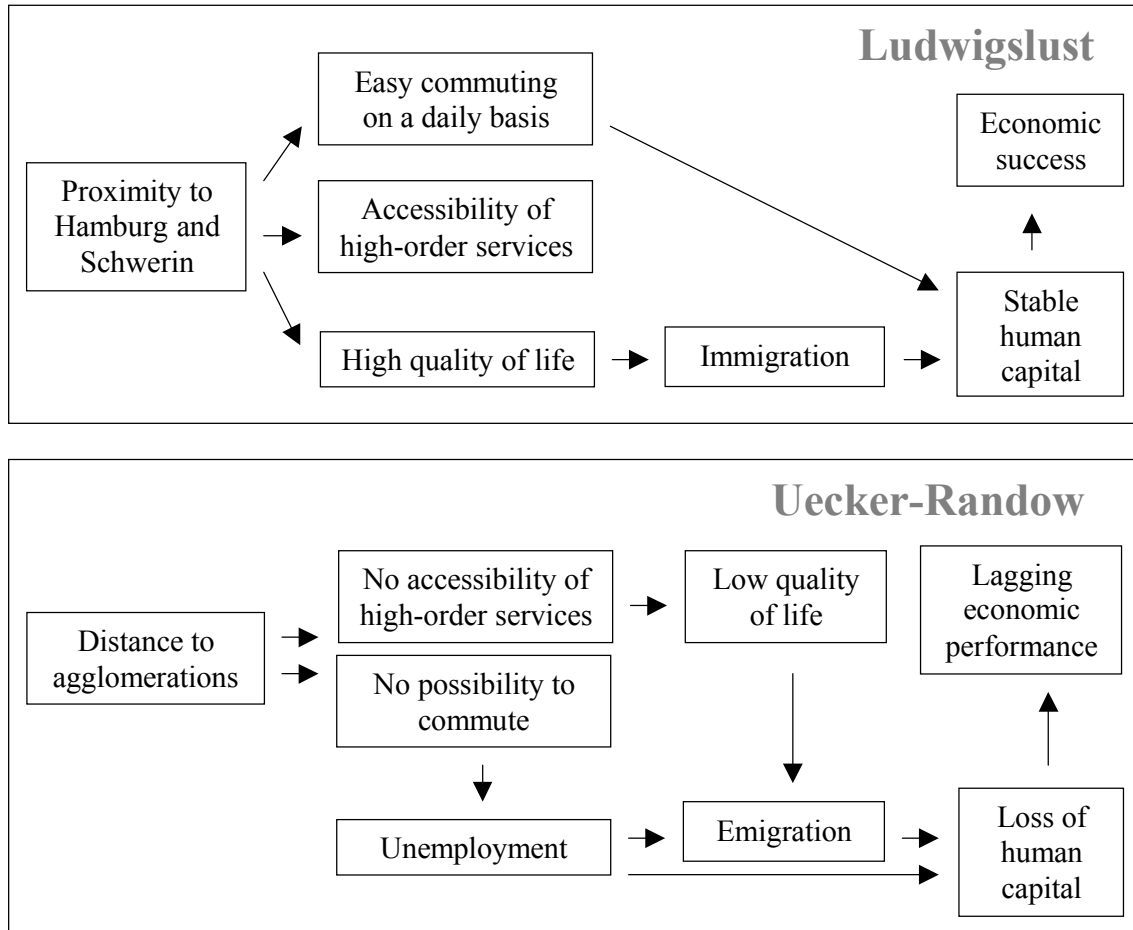 Ludwigslust
Easy commuting
on a daily basis
Economic
success
Proximity to
Hamburg and
Schwerin
Accessibility of
high-order services
High quality of life
Immigration
Stable
human
capital
Uecker-Randow
No accessibility of
high-order services
Low quality
of life
Lagging
economic
performance
Distance to
agglomerations
No possibility to
commute
Unemployment
Emigration
Loss of
human
capital